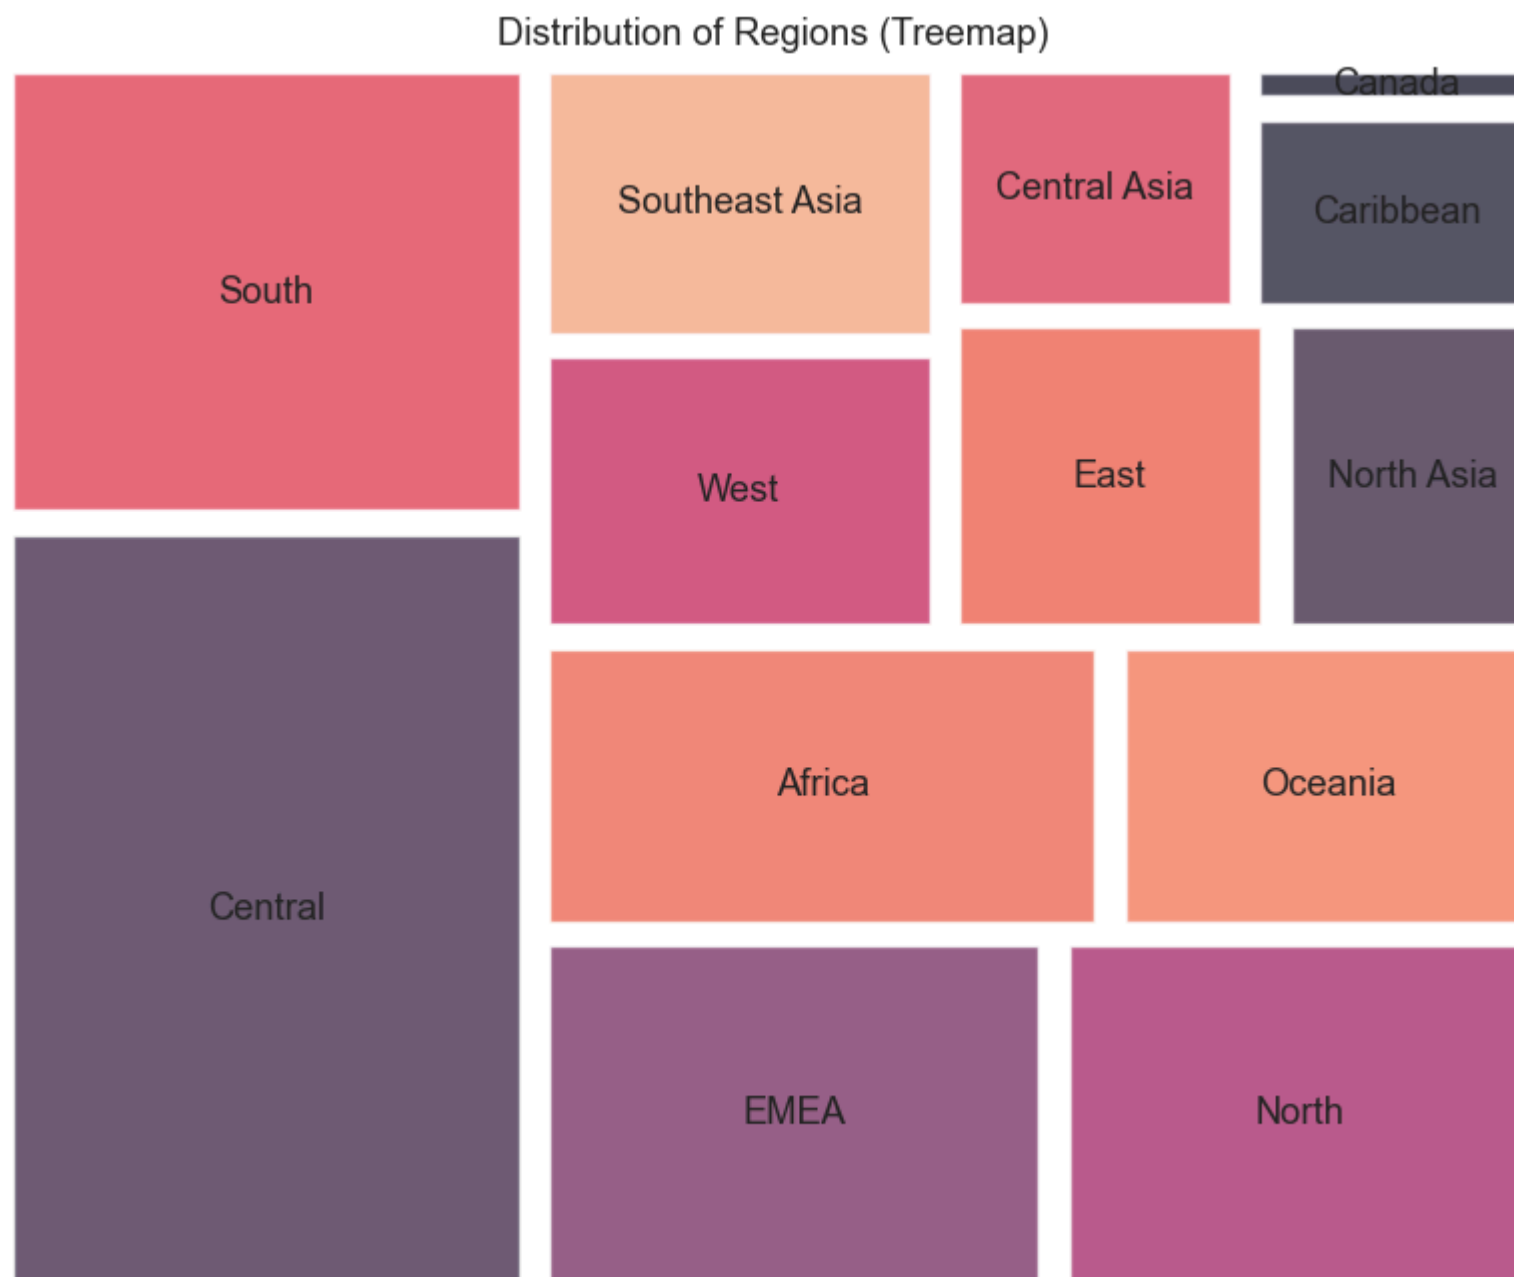 Distribution of Regions (Treemap)
Canada
Southeast Asia
Central Asia
Caribbean
South
West
East
North Asia
Africa
Oceania
Central
EMEA
North